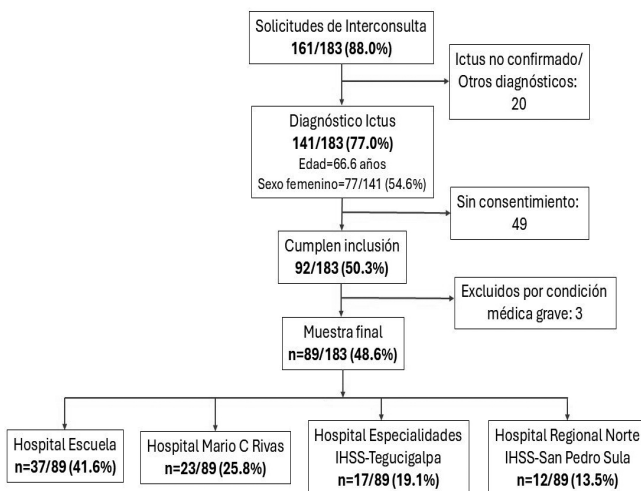 Solicitudes de Interconsulta
161/183 (88.0%)
Ictus no confirmado/
Otros diagnósticos:
20
Diagnóstico Ictus
141/183 (77.0%)
Edad=66.6 años
Sexo femenino=77/141 (54.6%)
Sin consentimiento:
49
Cumplen inclusión
92/183 (50.3%)
Excluidos por condición
médica grave: 3
Muestra final
n=89/183 (48.6%)
Hospital Escuela
n=37/89 (41.6%)
Hospital Mario C Rivas
n=23/89 (25.8%)
Hospital Especialidades
IHSS-Tegucigalpa
n=17/89 (19.1%)
Hospital Regional Norte
IHSS-San Pedro Sula
n=12/89 (13.5%)